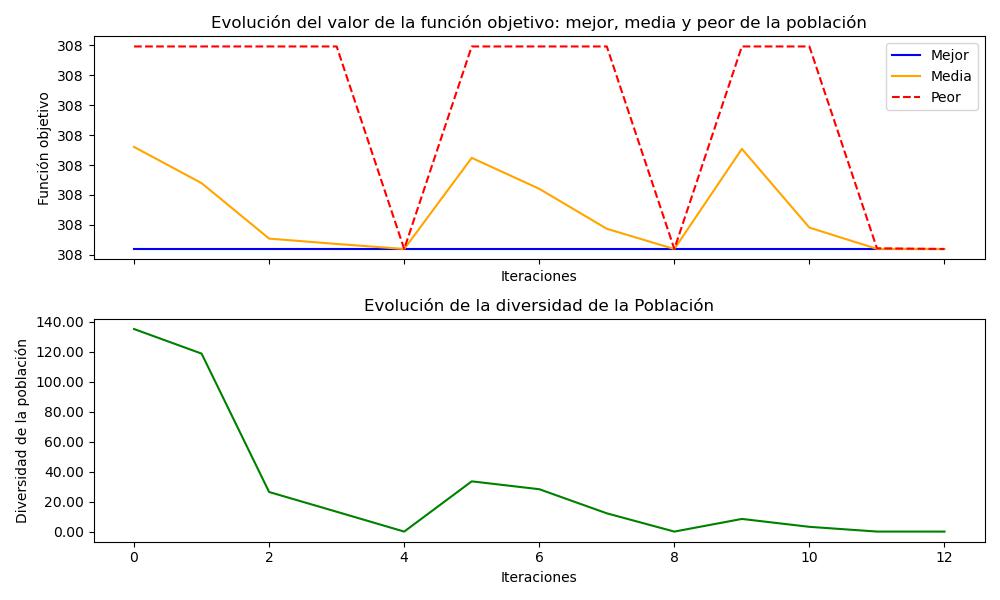 Evolución del valor de la función objetivo: mejor, media y peor de la población
308
308
308
308
308
308
308
308
Función objetivo
Mejor
Media
Peor
Iteraciones
Evolución de la diversidad de la Población
140.00
120.00
100.00
80.00
60.00
40.00
20.00
0.00
Diversidad de la población
0 2 4 6 8 10 12
Iteraciones